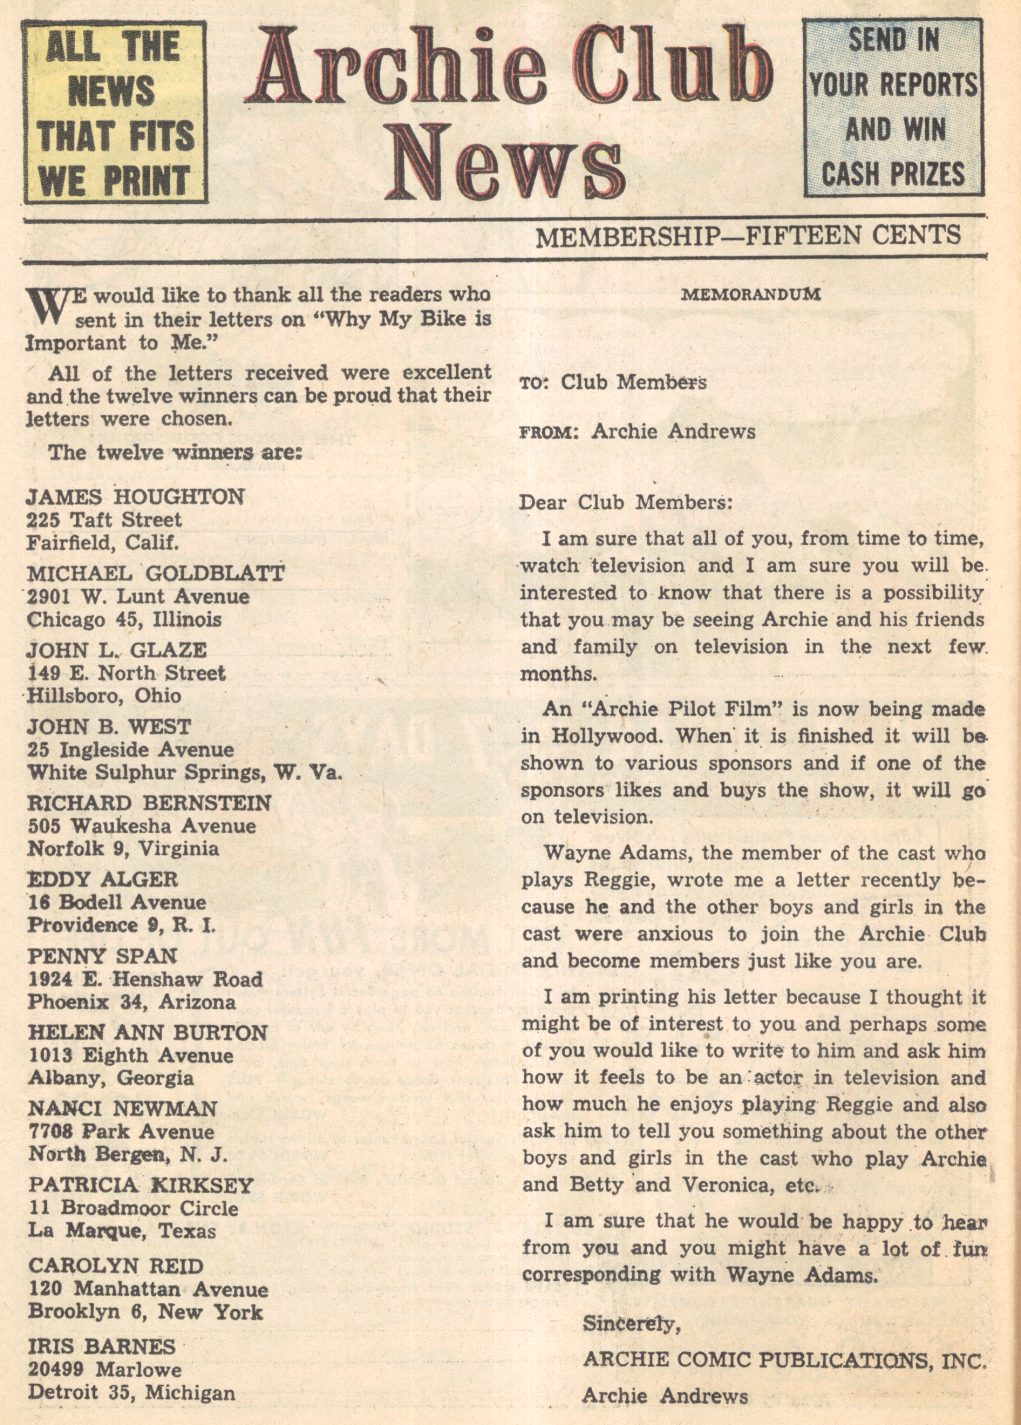 ALL THE
NEWS
THAT FITS
WE PRINT
Archie Club
News
SEND IN
YOUR REPORTS
AND WIN
CASH PRIZES
MEMBERSHIP—FIFTEEN CENTS
WE would like to thank all the readers who
sent in their letters on "Why My Bike is
Important to Me."
All of the letters received were excellent
and the twelve winners can be proud that their
letters were chosen.
The twelve winners are:
JAMES HOUGHTON
225 Taft Street
Fairfield, Calif.
MICHAEL GOLDBLATT
2901 W. Lunt Avenue
Chicago 45, Illinois
JOHN L. GLAZE
149 E. North Street
Hillsboro, Ohio
JOHN B. WEST
25 Ingleside Avenue
White Sulphur Springs, W. Va.
RICHARD BERNSTEIN
505 Waukesha Avenue
Norfolk 9, Virginia
EDDY ALGER
16 Bodell Avenue
Providence 9, R. I.
PENNY SPAN
1924 E. Henshaw Road
Phoenix 34, Arizona
HELEN ANN BURTON
1013 Eighth Avenue
Albany, Georgia
NANCI NEWMAN
7708 Park Avenue
North Bergen, N. J.
PATRICIA KIRKSEY
11 Broadmoor Circle
La Marque, Texas
CAROLYN REID
120 Manhattan Avenue
Brooklyn 6, New York
IRIS BARNES
20499 Marlowe
Detroit 35, Michigan
MEMORANDUM
TO: Club Members
FROM: Archie Andrews
Dear Club Members:
I am sure that all of you, from time to time,
watch television and I am sure you will be
interested to know that there is a possibility
that you may be seeing Archie and his friends
and family on television in the next few
months.
An "Archie Pilot Film" is now being made
in Hollywood. When it is finished it will be
shown to various sponsors and if one of the
sponsors likes and buys the show, it will go
on television.
Wayne Adams, the member of the cast who
plays Reggie, wrote me a letter recently be-
cause he and the other boys and girls in the
cast were anxious to join the Archie Club
and become members just like you are.
I am printing his letter because I thought it
might be of interest to you and perhaps some
of you would like to write to him and ask him
how it feels to be an actor in television and
how much he enjoys playing Reggie and also
ask him to tell you something about the other
boys and girls in the cast who play Archie
and Betty and Veronica, etc.
I am sure that he would be happy to hear
from you and you might have a lot of fun
corresponding with Wayne Adams.
Sincerely,
ARCHIE COMIC PUBLICATIONS, INC.
Archie Andrews